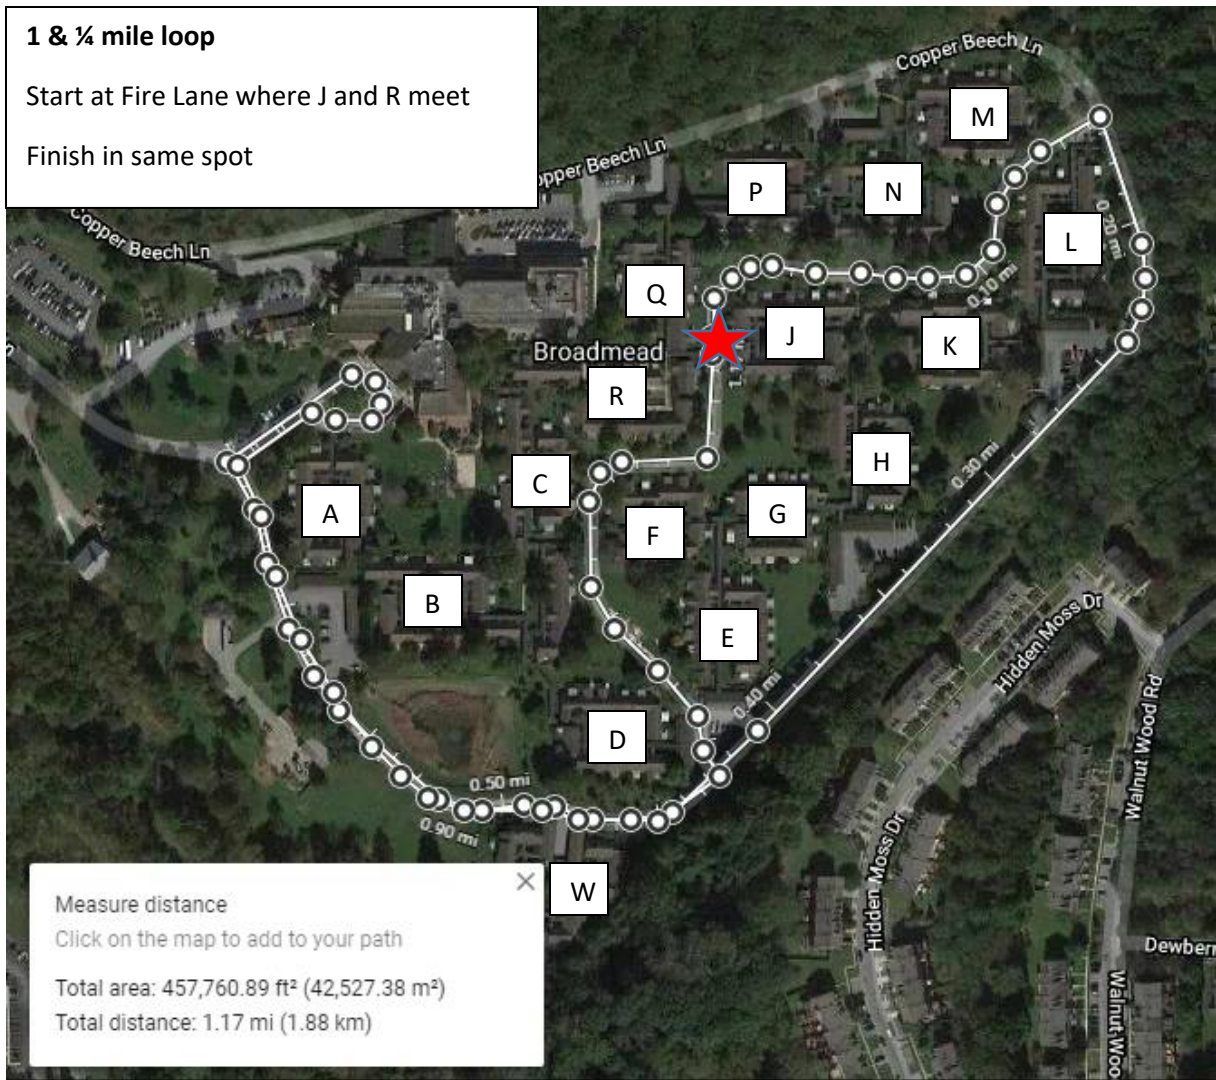 1 & ¼ mile loop
Start at Fire Lane where J and R meet
Finish in same spot
Copper Beech Ln
M
opper Beech Ln
P
N
Copper Beech Ln
L
0.20 mi
Q
0.10 mi
J
K
Broadmead
R
H
0.30 mi
C
A
G
F
B
Hidden Moss Dr
E
0.40 mi
Walnut Wood Rd
D
0.50 mi
0.90 mi
Hidden Moss Dr
W
Measure distance
Click on the map to add to your path
Total area: 457,760.89 ft² (42,527.38 m²)
Total distance: 1.17 mi (1.88 km)
Dewberr
Walnut Woo